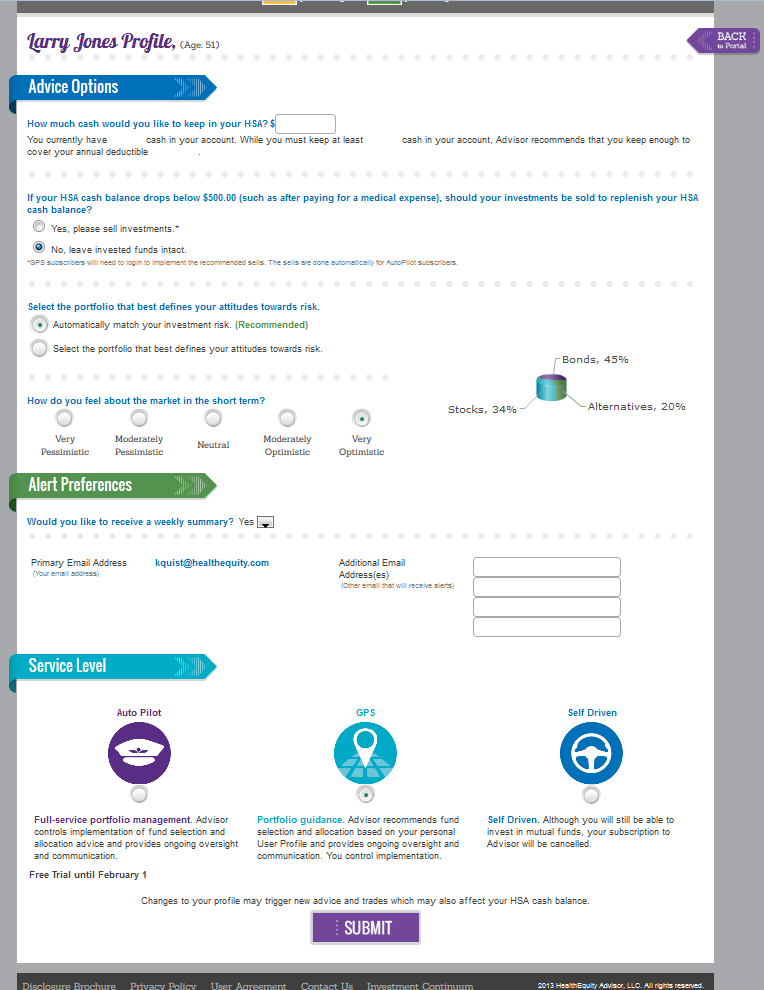 Larry Jones Profile, (Age: 51)
BACK
to Portal
Advice Options
How much cash would you like to keep in your HSA? $
You currently have cash in your account. While you must keep at least cash in your account, Advisor recommends that you keep enough to
cover your annual deductible .
If your HSA cash balance drops below $500.00 (such as after paying for a medical expense), should your investments be sold to replenish your HSA
cash balance?
Yes, please sell investments.*
No, leave invested funds intact.
*GPS subscribers will need to login to implement the recommended sells. The sells are done automatically for AutoPilot subscribers.
Select the portfolio that best defines your attitudes towards risk.
Automatically match your investment risk. (Recommended)
Select the portfolio that best defines your attitudes towards risk.
Bonds, 45%
Stocks, 34%
Alternatives, 20%
How do you feel about the market in the short term?
Very
Pessimistic
Moderately
Pessimistic
Neutral
Moderately
Optimistic
Very
Optimistic
Alert Preferences
Would you like to receive a weekly summary? Yes
Primary Email Address kquist@healthequity.com
(Your email address)
Additional Email
Address(es)
(Other email that will receive alerts)
Service Level
Auto Pilot
GPS
Self Driven
Full-service portfolio management. Advisor
controls implementation of fund selection and
allocation advice and provides ongoing oversight
and communication.
Portfolio guidance. Advisor recommends fund
selection and allocation based on your personal
User Profile and provides ongoing oversight and
communication. You control implementation.
Self Driven. Although you will still be able to
invest in mutual funds, your subscription to
Advisor will be cancelled.
Free Trial until February 1
Changes to your profile may trigger new advice and trades which may also affect your HSA cash balance.
SUBMIT
Disclosure Brochure Privacy Policy User Agreement Contact Us Investment Continuum
2013 HealthEquity Advisor, LLC. All rights reserved.